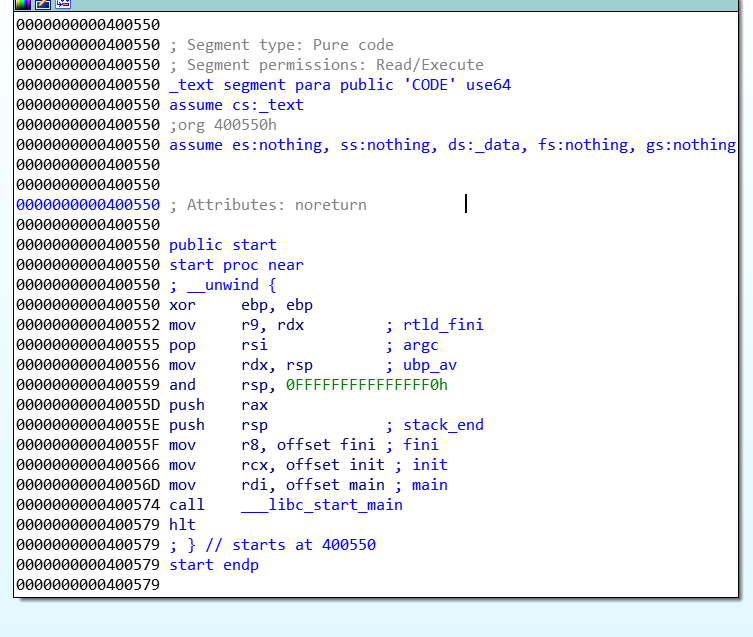 0000000000400550
0000000000400550 ; Segment type: Pure code
0000000000400550 ; Segment permissions: Read/Execute
0000000000400550 _text segment para public 'CODE' use64
0000000000400550 assume cs:_text
0000000000400550 ;org 400550h
0000000000400550 assume es:nothing, ss:nothing, ds:_data, fs:nothing, gs:nothing
0000000000400550
0000000000400550
0000000000400550 ; Attributes: noreturn
0000000000400550
0000000000400550 public start
0000000000400550 start proc near
0000000000400550 ; __unwind {
0000000000400550 xor ebp, ebp
0000000000400552 mov r9, rdx ; rtld_fini
0000000000400555 pop rsi ; argc
0000000000400556 mov rdx, rsp ; ubp_av
0000000000400559 and rsp, 0FFFFFFFFFFFFFFF0h
000000000040055D push rax
000000000040055E push rsp ; stack_end
000000000040055F mov r8, offset fini ; fini
0000000000400566 mov rcx, offset init ; init
000000000040056D mov rdi, offset main ; main
0000000000400574 call ___libc_start_main
0000000000400579 hlt
0000000000400579 ; } // starts at 400550
0000000000400579 start endp
0000000000400579